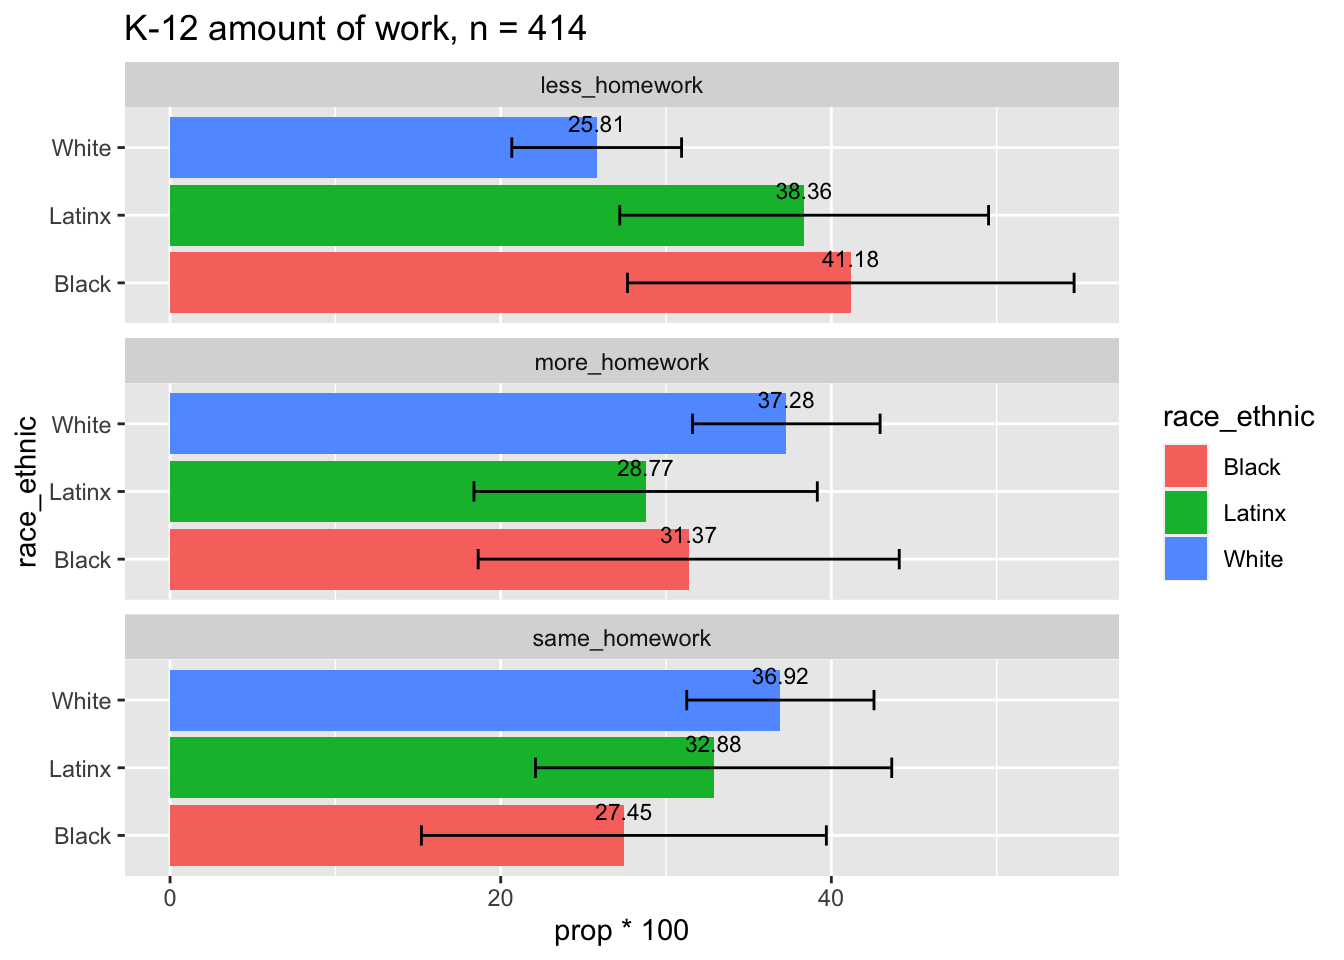 K-12 amount of work, n = 414
less_homework
White
25.81
Latinx
38.36
Black
41.18
more_homework
White
37.28
Latinx
28.77
Black
31.37
same_homework
White
36.92
Latinx
32.88
Black
27.45
0 20 40
prop * 100
race_ethnic
race_ethnic
Black
Latinx
White